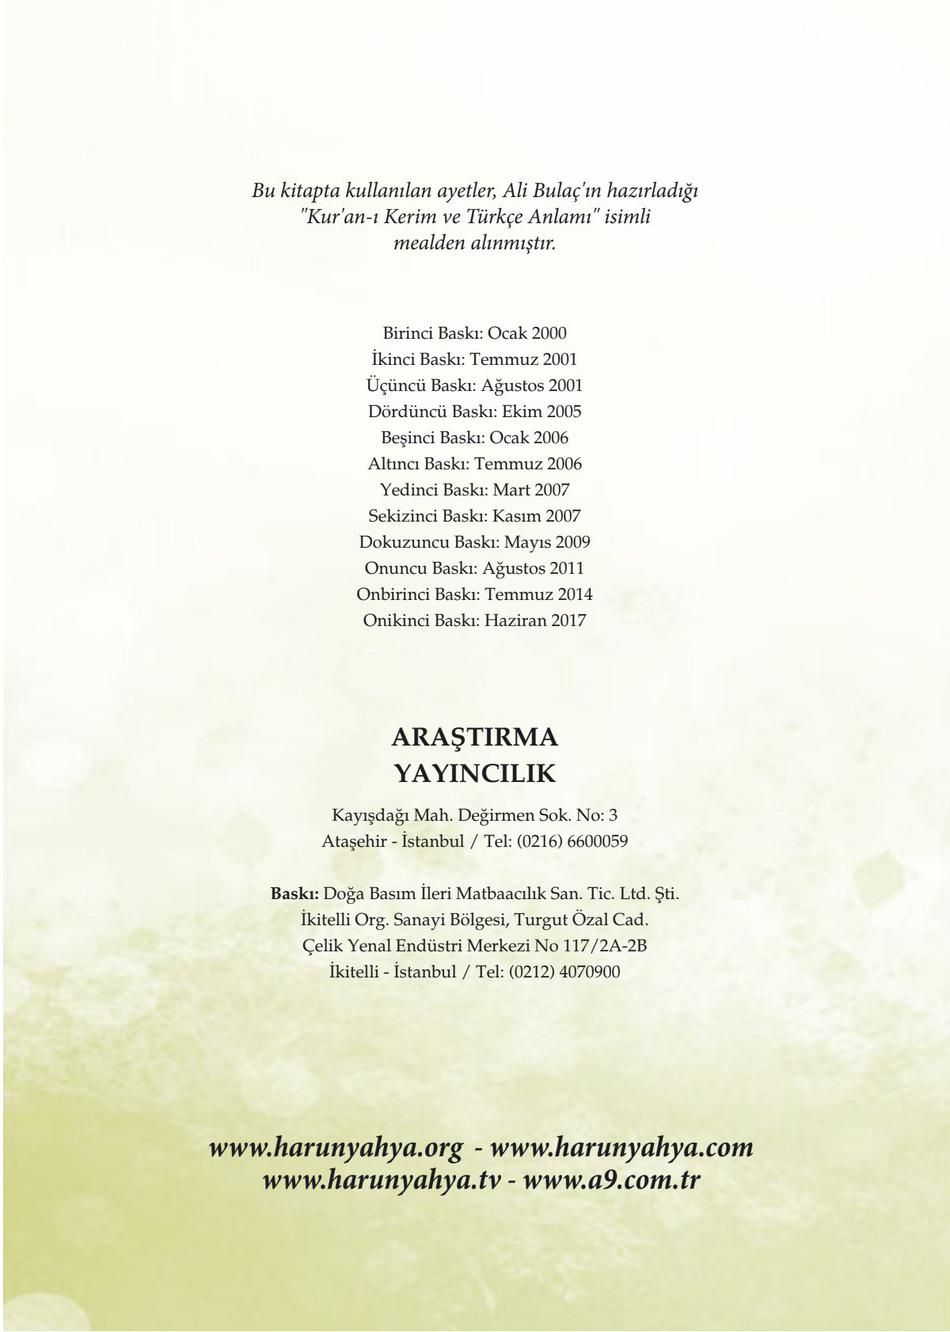 Bu kitapta kullanılan ayetler, Ali Bulaç'ın hazırladığı
"Kur'an-ı Kerim ve Türkçe Anlamı" isimli
mealden alınmıştır.
Birinci Baskı: Ocak 2000
İkinci Baskı: Temmuz 2001
Üçüncü Baskı: Ağustos 2001
Dördüncü Baskı: Ekim 2005
Beşinci Baskı: Ocak 2006
Altıncı Baskı: Temmuz 2006
Yedinci Baskı: Mart 2007
Sekizinci Baskı: Kasım 2007
Dokuzuncu Baskı: Mayıs 2009
Onuncu Baskı: Ağustos 2011
Onbirinci Baskı: Temmuz 2014
Onikinci Baskı: Haziran 2017
ARAŞTIRMA
YAYINCILIK
Kayışdağı Mah. Değirmen Sok. No: 3
Ataşehir - İstanbul / Tel: (0216) 6600059
Baskı: Doğa Basım İleri Matbaacılık San. Tic. Ltd. Şti.
İkitelli Org. Sanayi Bölgesi, Turgut Özal Cad.
Çelik Yenal Endüstri Merkezi No 117/2A-2B
İkitelli - İstanbul / Tel: (0212) 4070900
www.harunyahya.org - www.harunyahya.com
www.harunyahya.tv - www.a9.com.tr